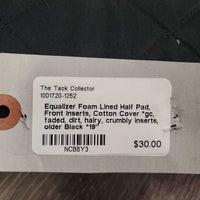 The Tack Collector
1001720-1252
Equalizer Foam Lined Half Pad,
Front Inserts, Cotton Cover *gc,
faded, dirt, hairy, crumbly inserts,
older Black *19"
NCBBY3
$30.00